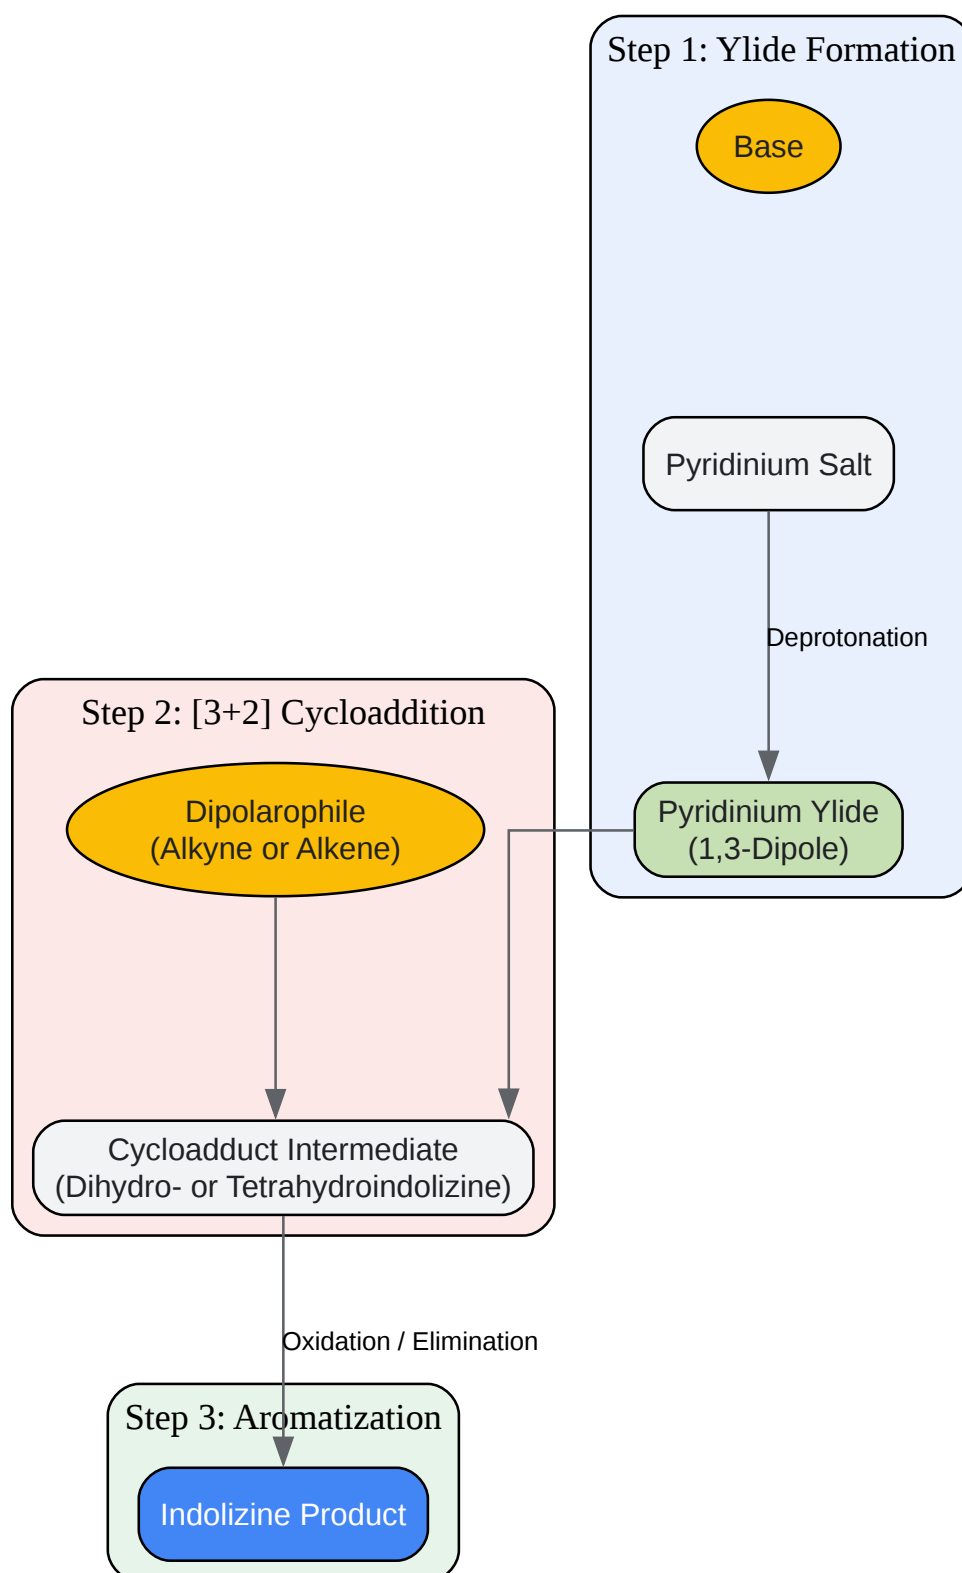 Step 1: Ylide Formation
Base
Pyridinium Salt
Deprotonation
Pyridinium Ylide
(1,3-Dipole)
Step 2: [3+2] Cycloaddition
Dipolarophile
(Alkyne or Alkene)
Cycloadduct Intermediate
(Dihydro- or Tetrahydroindolizine)
Oxidation / Elimination
Step 3: Aromatization
Indolizine Product